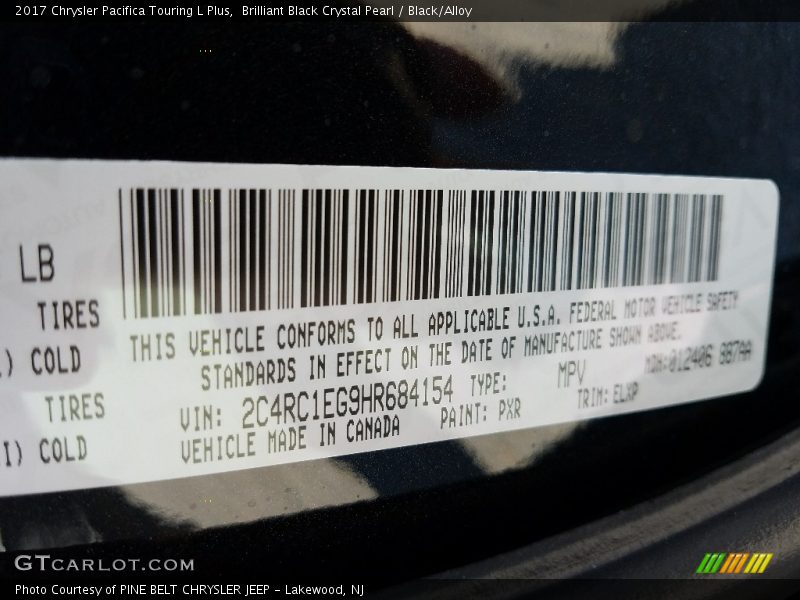 2017 Chrysler Pacifica Touring L Plus,  Brilliant Black Crystal Pearl / Black/Alloy
LB
TIRES
COLD
TIRES
I) COLD
THIS VEHICLE CONFORMS TO ALL APPLICABLE U.S.A. FEDERAL MOTOR VEHICLE SAFETY
STANDARDS IN EFFECT ON THE DATE OF MANUFACTURE SHOWN ABOVE.
VIN: 2C4RC1EG9HR684154 TYPE: MPV MDH:012406 987AA
VEHICLE MADE IN CANADA PAINT: PXR TRIM: ELXP
GTCARLOT.COM
Photo Courtesy of PINE BELT CHRYSLER JEEP - Lakewood, NJ